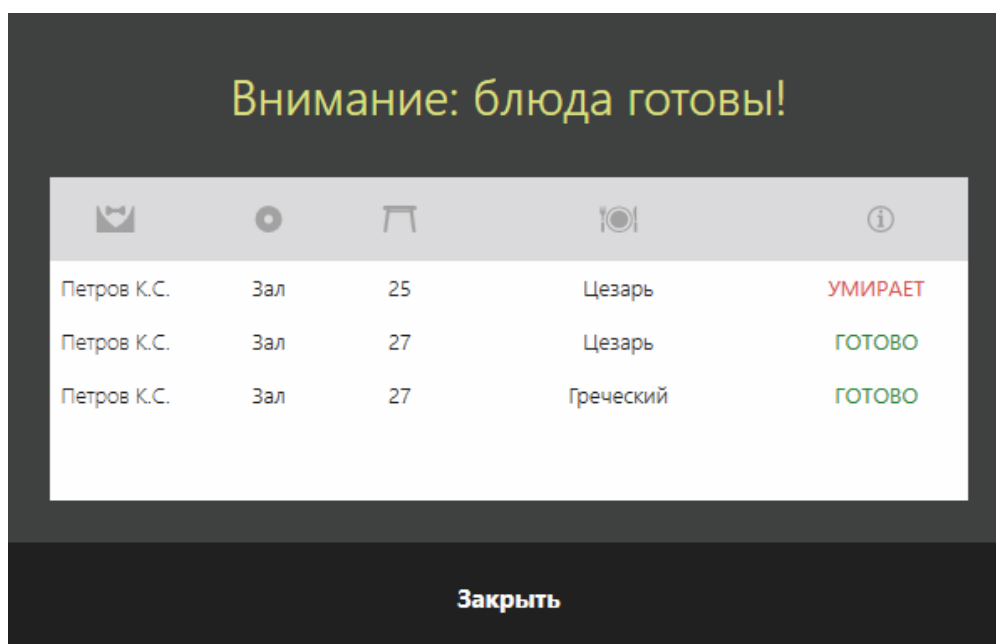 Внимание: блюда готовы!
Петров К.С. Зал 25 Цезарь УМИРАЕТ
Петров К.С. Зал 27 Цезарь ГОТОВО
Петров К.С. Зал 27 Греческий ГОТОВО
Закрыть